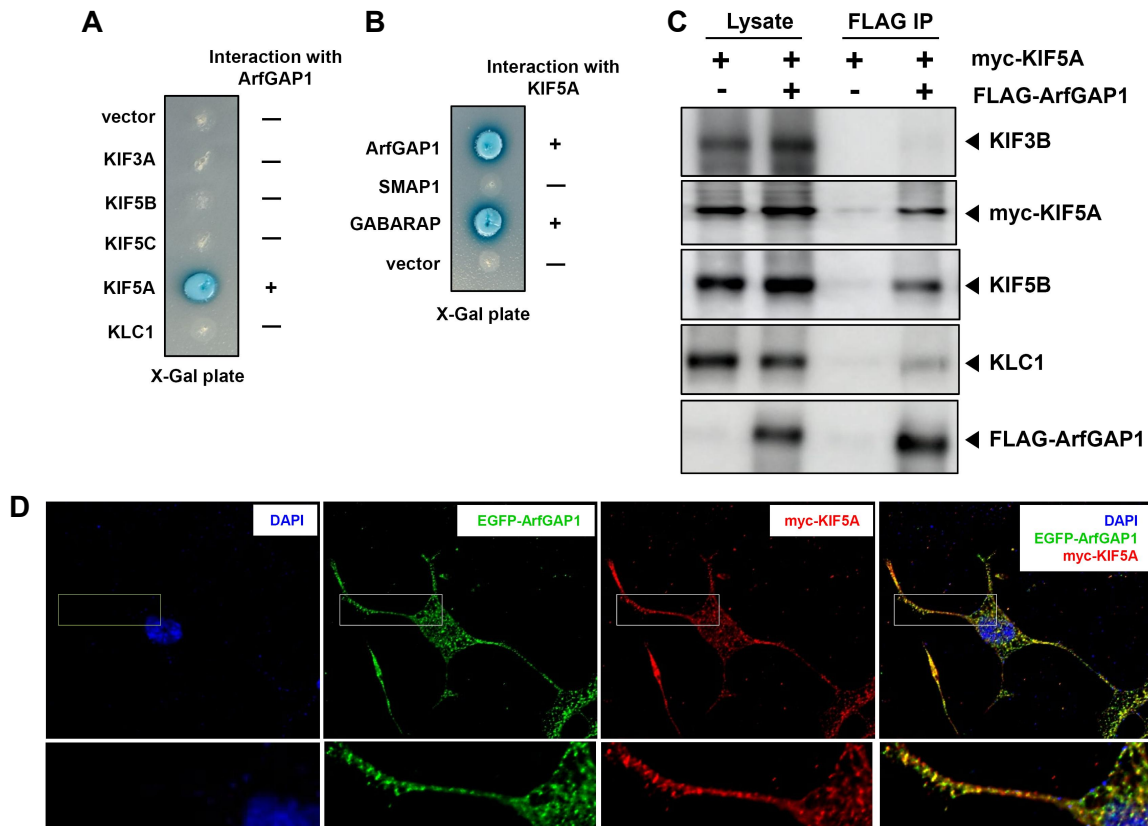 A
Interaction with
ArfGAP1
vector —
KIF3A —
KIF5B —
KIF5C —
KIF5A +
KLC1 —
X-Gal plate
B
Interaction with
KIF5A
ArfGAP1 +
SMAP1 —
GABARAP +
vector —
X-Gal plate
C
Lysate FLAG IP
+ + + + myc-KIF5A
- + - + FLAG-ArfGAP1
KIF3B
myc-KIF5A
KIF5B
KLC1
FLAG-ArfGAP1
D
DAPI
EGFP-ArfGAP1
myc-KIF5A
DAPI
EGFP-ArfGAP1
myc-KIF5A